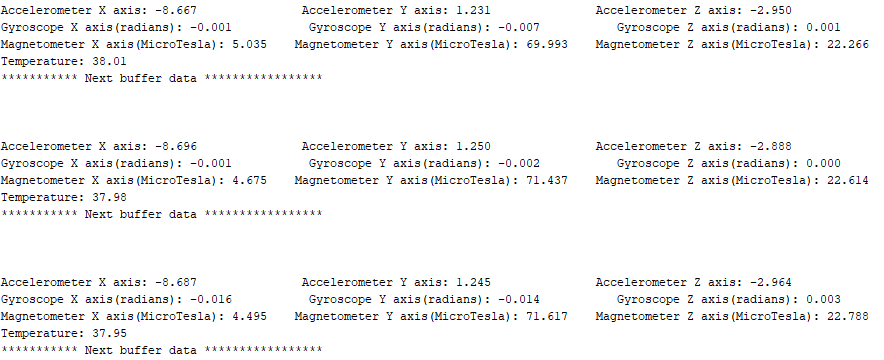 Accelerometer X axis: -8.667 Accelerometer Y axis: 1.231 Accelerometer Z axis: -2.950
Gyroscope X axis(radians): -0.001 Gyroscope Y axis(radians): -0.007 Gyroscope Z axis(radians): 0.001
Magnetometer X axis(MicroTesla): 5.035 Magnetometer Y axis(MicroTesla): 69.993 Magnetometer Z axis(MicroTesla): 22.266
Temperature: 38.01
*********** Next buffer data *****************
Accelerometer X axis: -8.696 Accelerometer Y axis: 1.250 Accelerometer Z axis: -2.888
Gyroscope X axis(radians): -0.001 Gyroscope Y axis(radians): -0.002 Gyroscope Z axis(radians): 0.000
Magnetometer X axis(MicroTesla): 4.675 Magnetometer Y axis(MicroTesla): 71.437 Magnetometer Z axis(MicroTesla): 22.614
Temperature: 37.98
*********** Next buffer data *****************
Accelerometer X axis: -8.687 Accelerometer Y axis: 1.245 Accelerometer Z axis: -2.964
Gyroscope X axis(radians): -0.016 Gyroscope Y axis(radians): -0.014 Gyroscope Z axis(radians): 0.003
Magnetometer X axis(MicroTesla): 4.495 Magnetometer Y axis(MicroTesla): 71.617 Magnetometer Z axis(MicroTesla): 22.788
Temperature: 37.95
*********** Next buffer data *****************